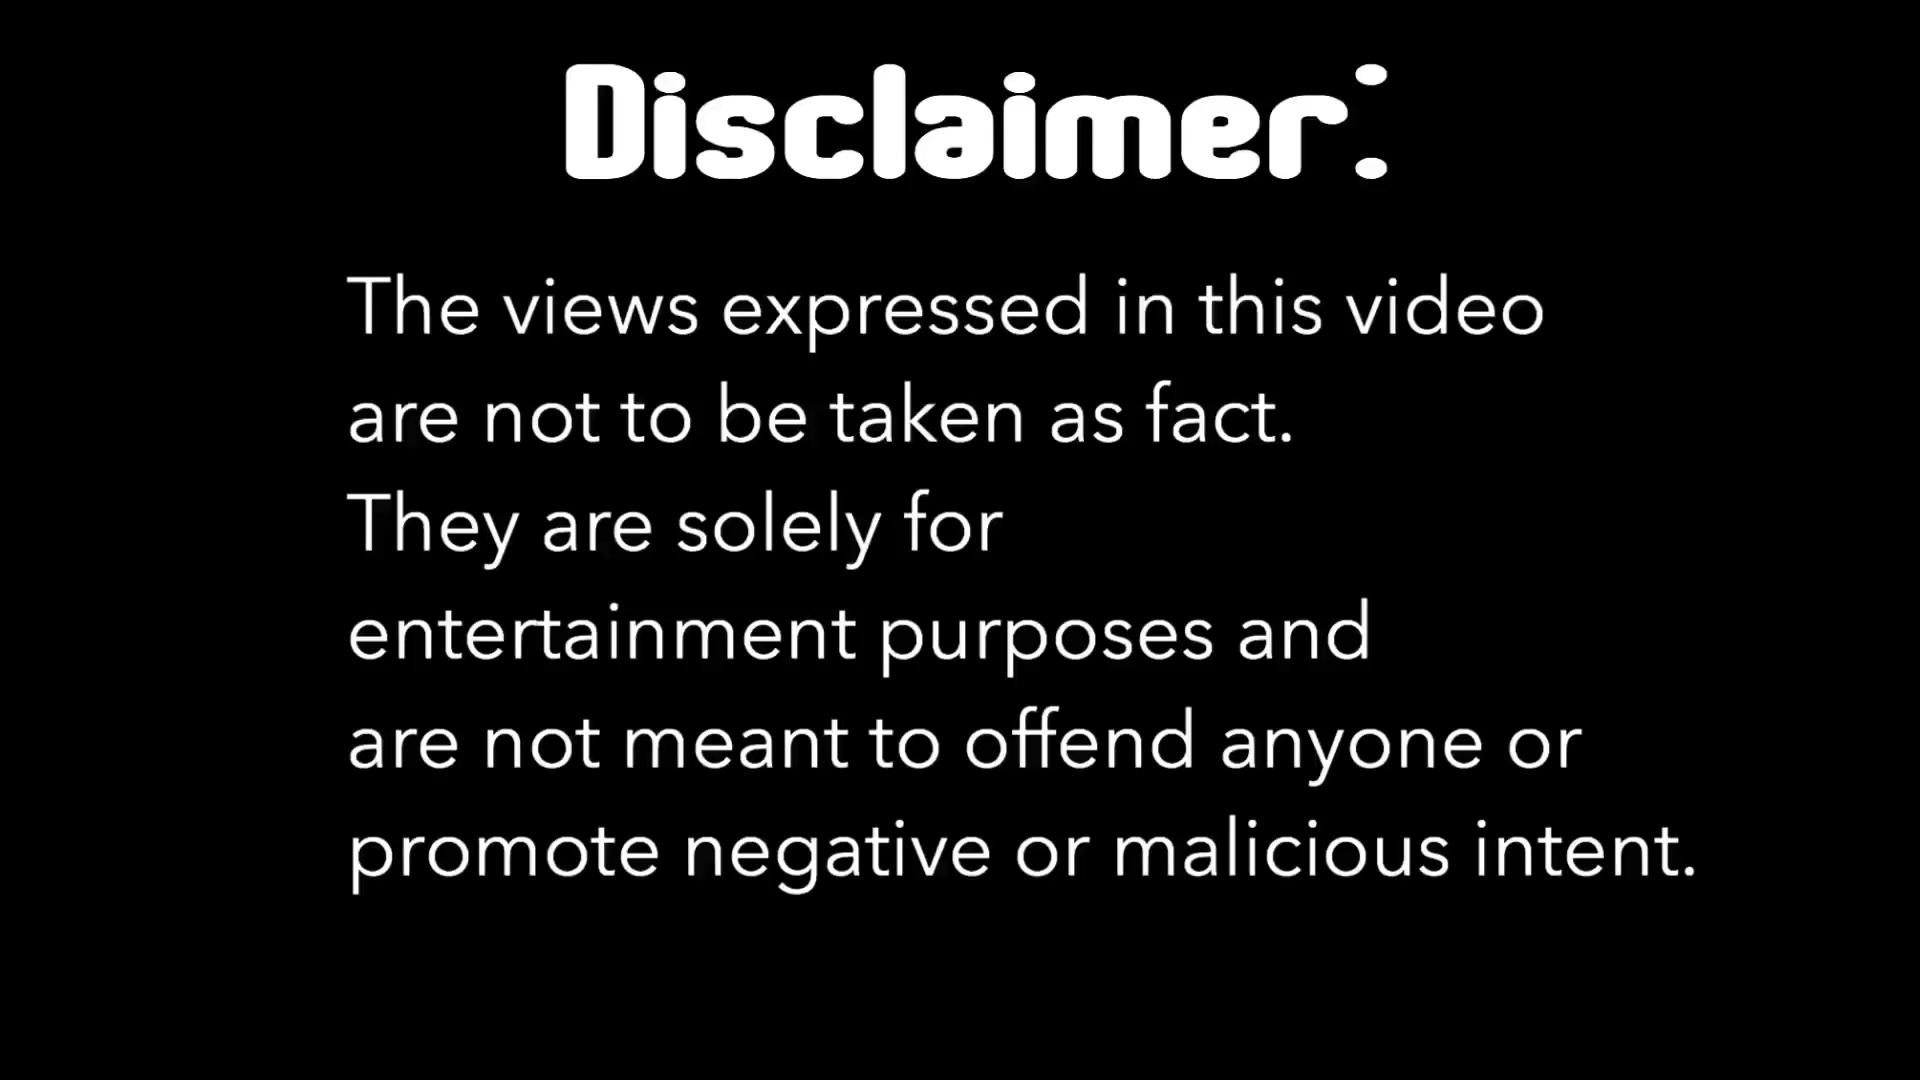 Disclaimer:
The views expressed in this video
are not to be taken as fact.
They are solely for
entertainment purposes and
are not meant to offend anyone or
promote negative or malicious intent.